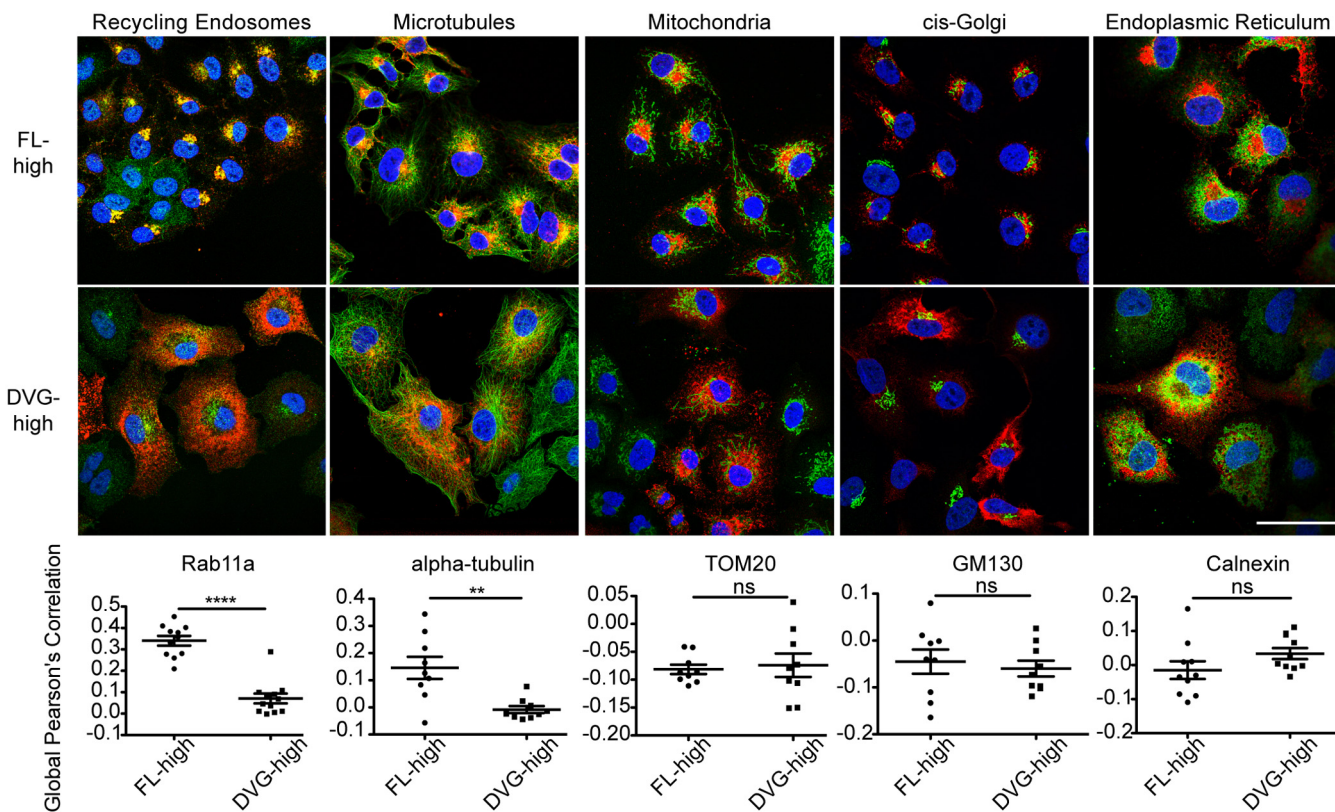 Recycling Endosomes Microtubules Mitochondria cis-Golgi Endoplasmic Reticulum
FL-
high
DVG-
high
Global Pearson's Correlation
Rab11a
****
0.5
0.4
0.3
0.2
0.1
0.0
-0.1
FL-high
DVG-high
alpha-tubulin
**
0.4
0.3
0.2
0.1
0.0
-0.1
FL-high
DVG-high
TOM20
ns
0.05
0.00
-0.05
-0.10
-0.15
-0.20
FL-high
DVG-high
GM130
ns
0.1
0.0
-0.1
-0.2
FL-high
DVG-high
Calnexin
ns
0.2
0.1
0.0
-0.1
-0.2
FL-high
DVG-high